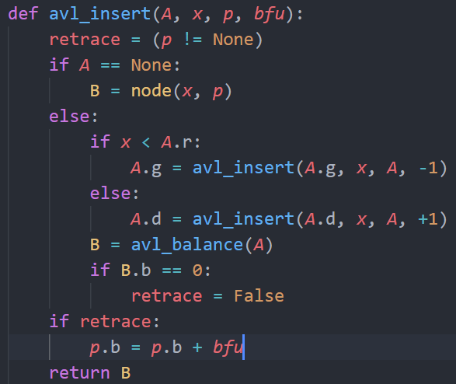 def avl_insert(A, x, p, bfu):
    retrace = (p != None)
    if A == None:
        B = node(x, p)
    else:
        if x < A.r:
            A.g = avl_insert(A.g, x, A, -1)
        else:
            A.d = avl_insert(A.d, x, A, +1)
        B = avl_balance(A)
        if B.b == 0:
            retrace = False
    if retrace:
        p.b = p.b + bfu
    return B